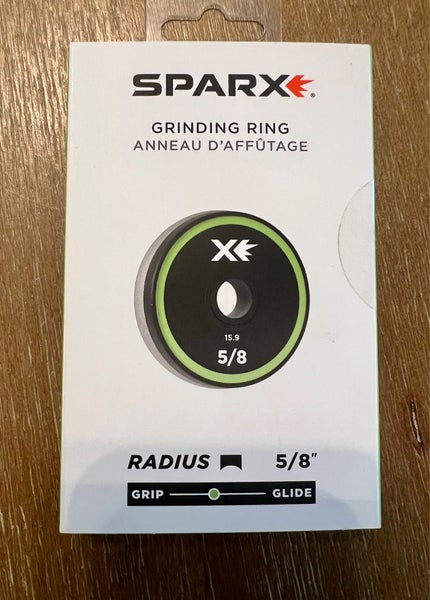 SPARX®
GRINDING RING
ANNEAU D'AFFÛTAGE
X
15.9
5/8
RADIUS 5/8"
GRIP GLIDE